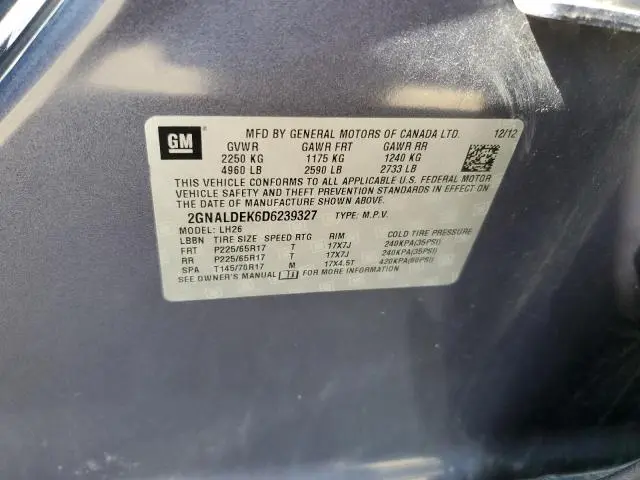 GM
MFD BY GENERAL MOTORS OF CANADA LTD. 12/12
GVWR GAWR FRT GAWR RR
2250 KG 1175 KG 1240 KG
4960 LB 2590 LB 2733 LB
THIS VEHICLE CONFORMS TO ALL APPLICABLE U.S. FEDERAL MOTOR
VEHICLE SAFETY AND THEFT PREVENTION STANDARDS IN EFFECT ON
THE DATE OF MANUFACTURE SHOWN ABOVE.
2GNALDEK6D6239327 TYPE: M.P.V.
MODEL: LH26
LBBN TIRE SIZE SPEED RTG RIM COLD TIRE PRESSURE
FRT P225/65R17 T 17X7J 240KPA(35PSI)
RR P225/65R17 T 17X7J 240KPA(35PSI)
SPA T145/70R17 M 17X4.5T 420KPA(60PSI)
SEE OWNER'S MANUAL FOR MORE INFORMATION